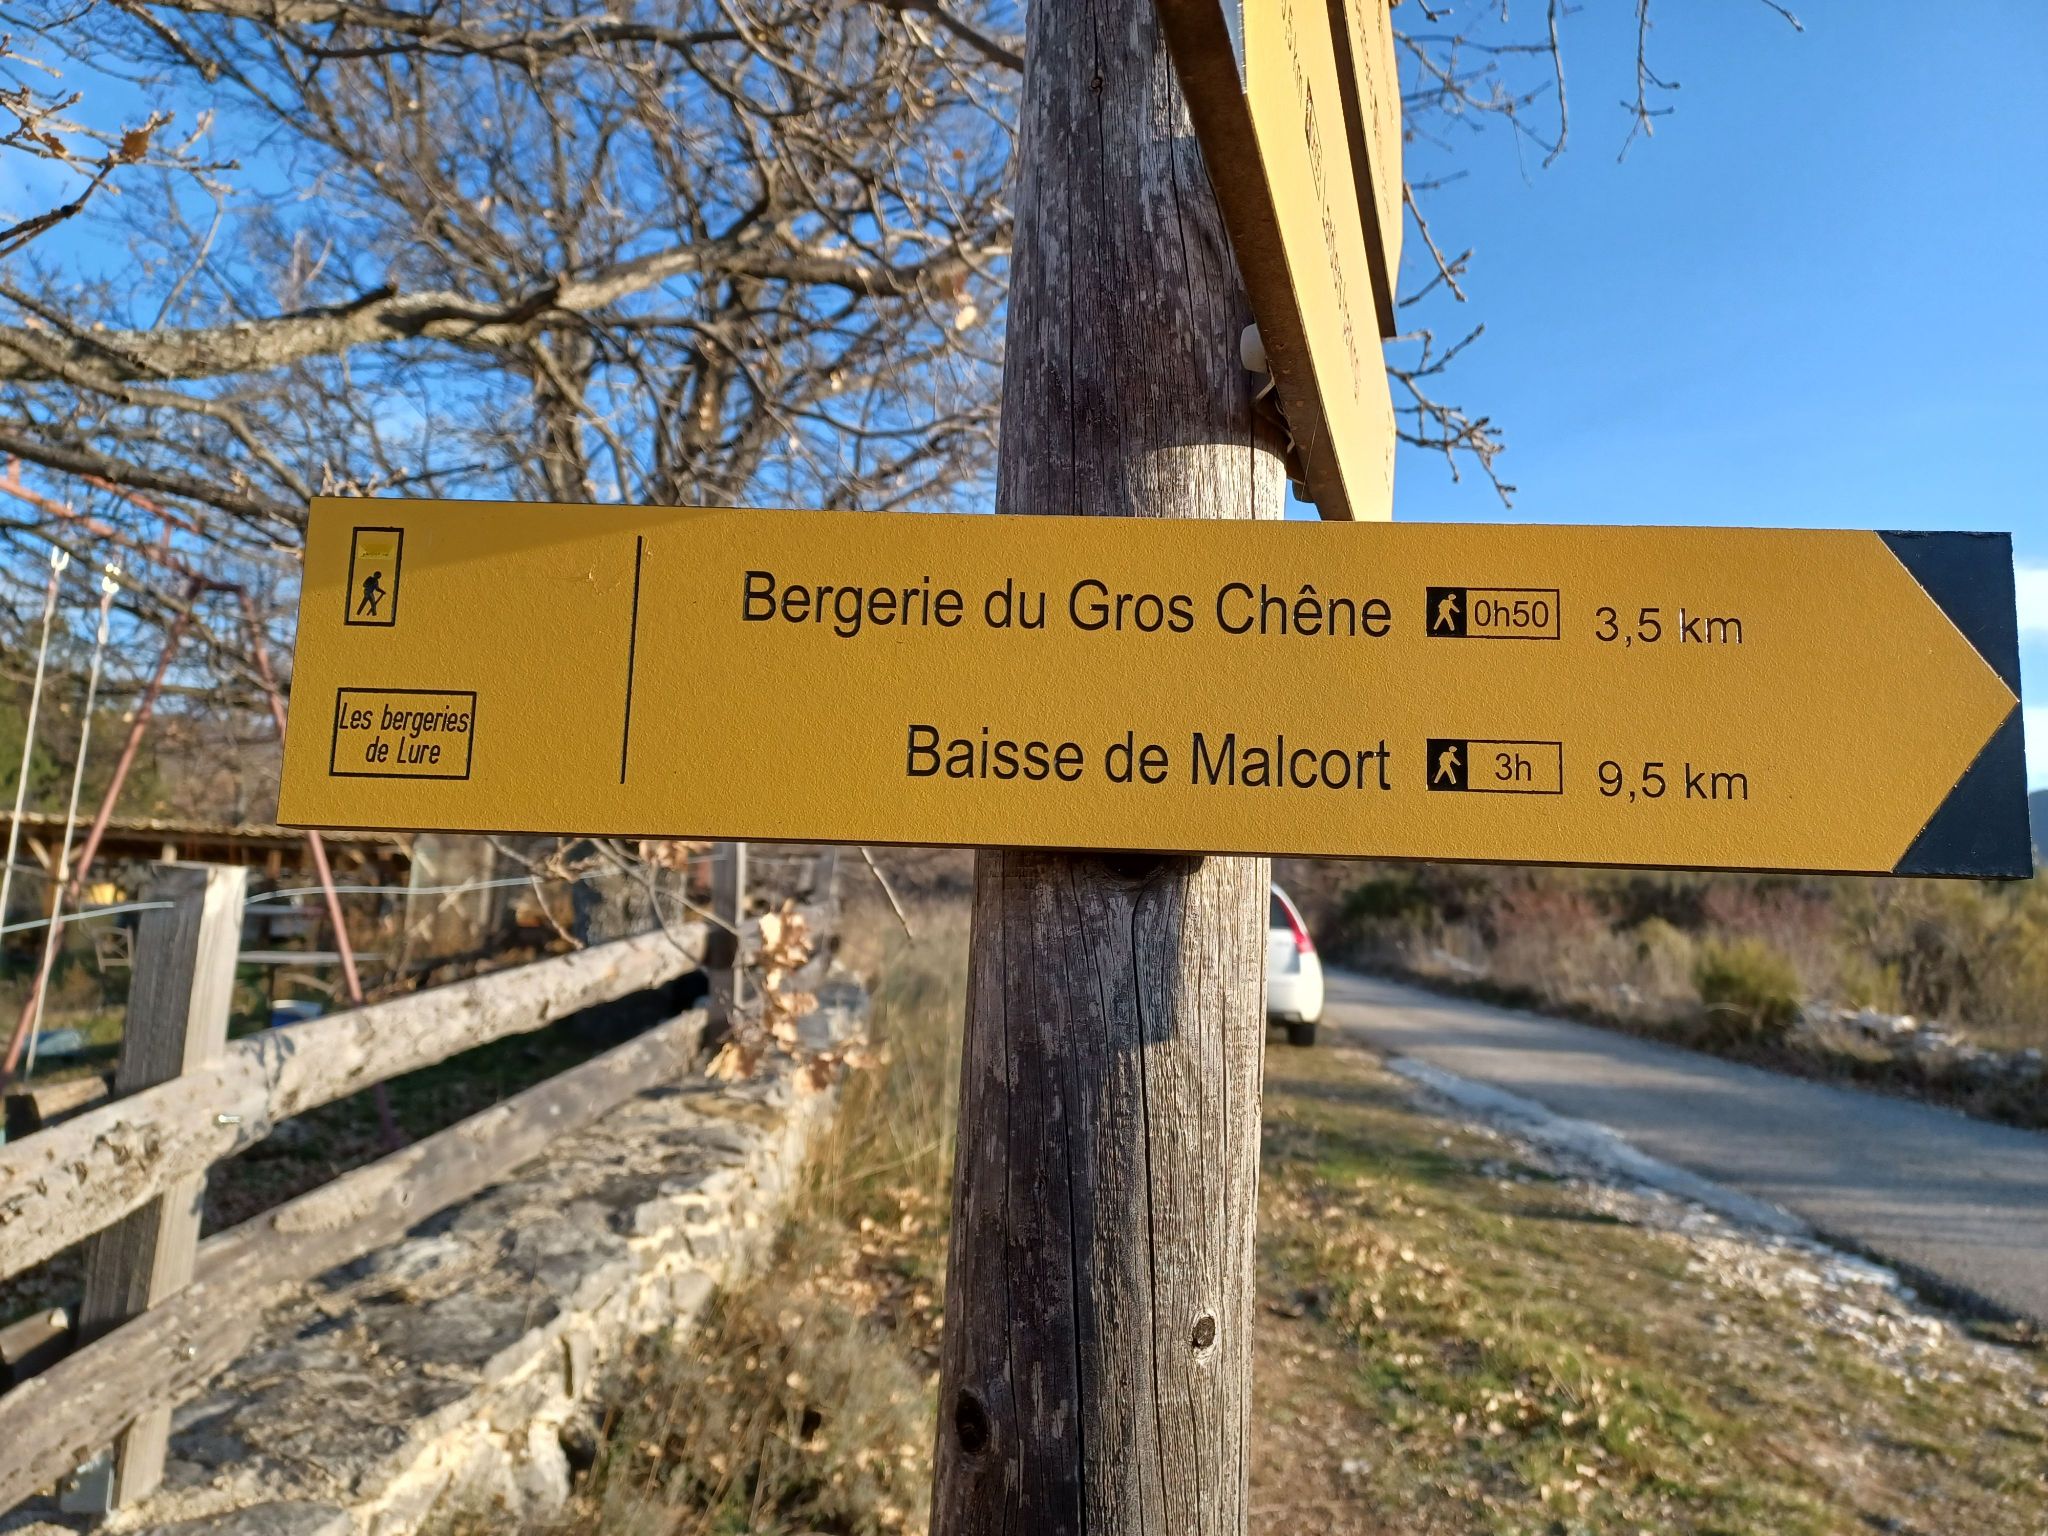 Bergerie du Gros Chêne 0h50 3,5 km
Les bergeries
de Lure
Baisse de Malcort 3h 9,5 km